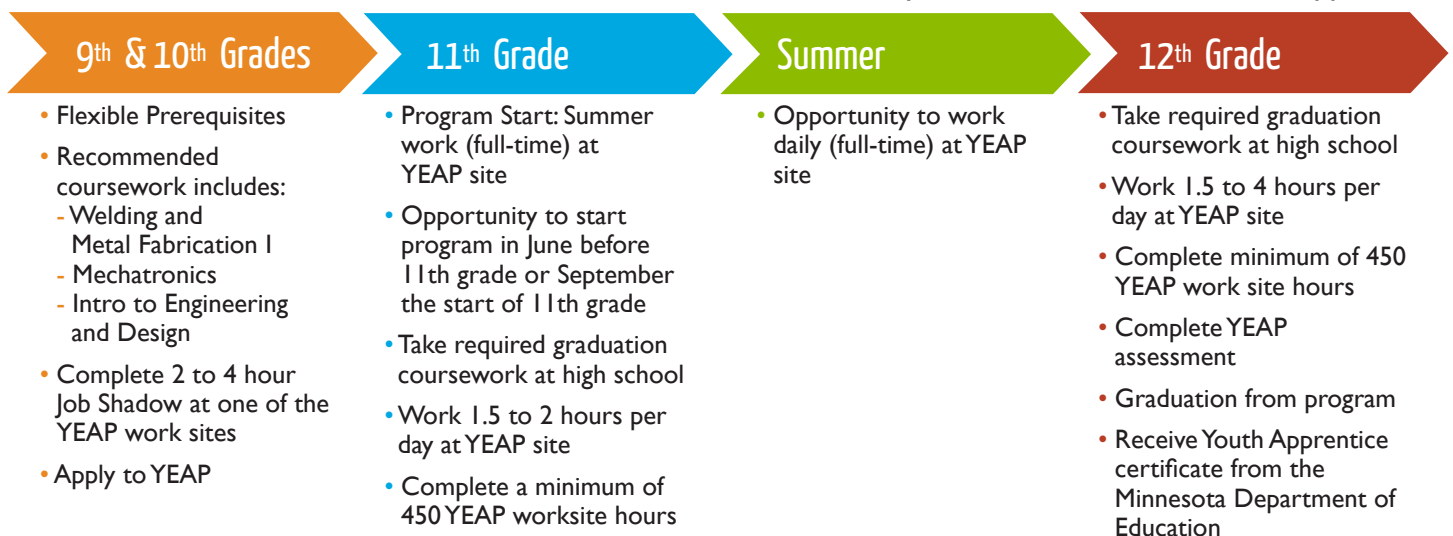 9th & 10th Grades
• Flexible Prerequisites
• Recommended
coursework includes:
- Welding and
Metal Fabrication I
- Mechatronics
- Intro to Engineering
and Design
• Complete 2 to 4 hour
Job Shadow at one of the
YEAP work sites
• Apply to YEAP
11th Grade
• Program Start: Summer
work (full-time) at
YEAP site
• Opportunity to start
program in June before
11th grade or September
the start of 11th grade
• Take required graduation
coursework at high school
• Work 1.5 to 2 hours per
day at YEAP site
• Complete a minimum of
450 YEAP worksite hours
Summer
• Opportunity to work
daily (full-time) at YEAP
site
12th Grade
• Take required graduation
coursework at high school
• Work 1.5 to 4 hours per
day at YEAP site
• Complete minimum of 450
YEAP work site hours
• Complete YEAP
assessment
• Graduation from program
• Receive Youth Apprentice
certificate from the
Minnesota Department of
Education